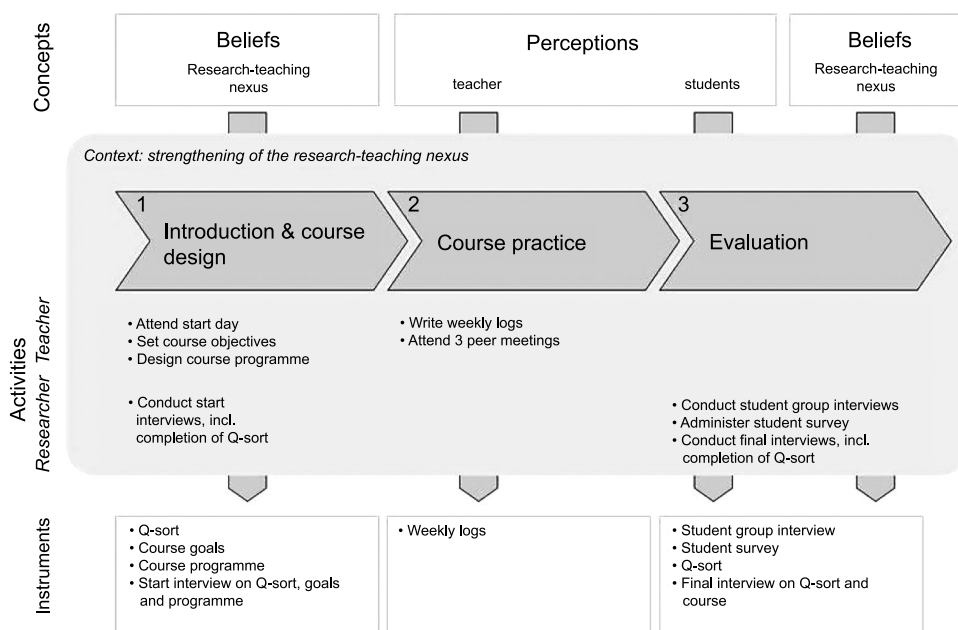 Concepts
Beliefs
Research-teaching
nexus
Perceptions
teacher
students
Beliefs
Research-teaching
nexus
Context: strengthening of the research-teaching nexus
1
Introduction & course
design
2
Course practice
3
Evaluation
Activities
Teacher
• Attend start day
• Set course objectives
• Design course programme
• Write weekly logs
• Attend 3 peer meetings
Researcher
• Conduct start
interviews, incl.
completion of Q-sort
• Conduct student group interviews
• Administer student survey
• Conduct final interviews, incl.
completion of Q-sort
Instruments
• Q-sort
• Course goals
• Course programme
• Start interview on Q-sort, goals
and programme
• Weekly logs
• Student group interview
• Student survey
• Q-sort
• Final interview on Q-sort and
course